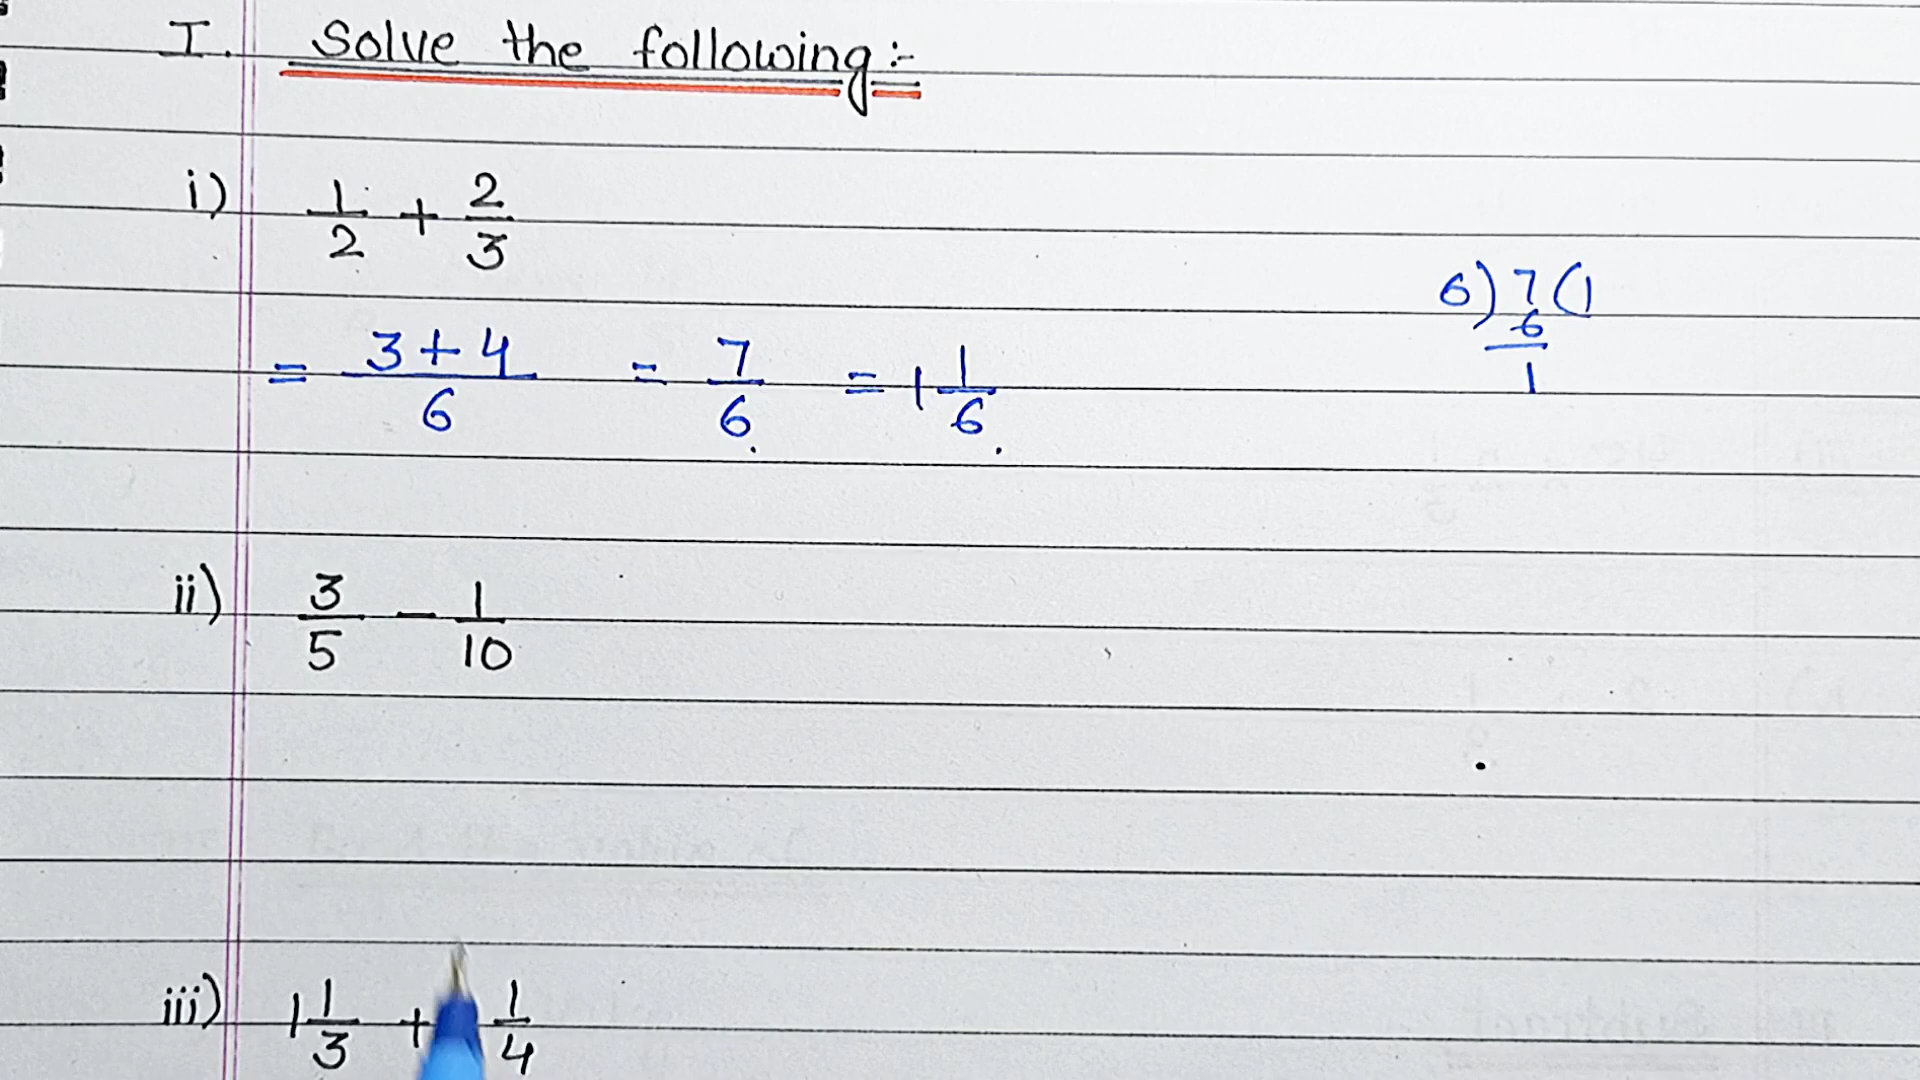 I. Solve the following:-
i) 1/2 + 2/3
6) 7 (1
6
1
= 3+4/6 = 7/6 = 1 1/6
ii) 3/5 - 1/10
iii) 1 1/3 + 1/4